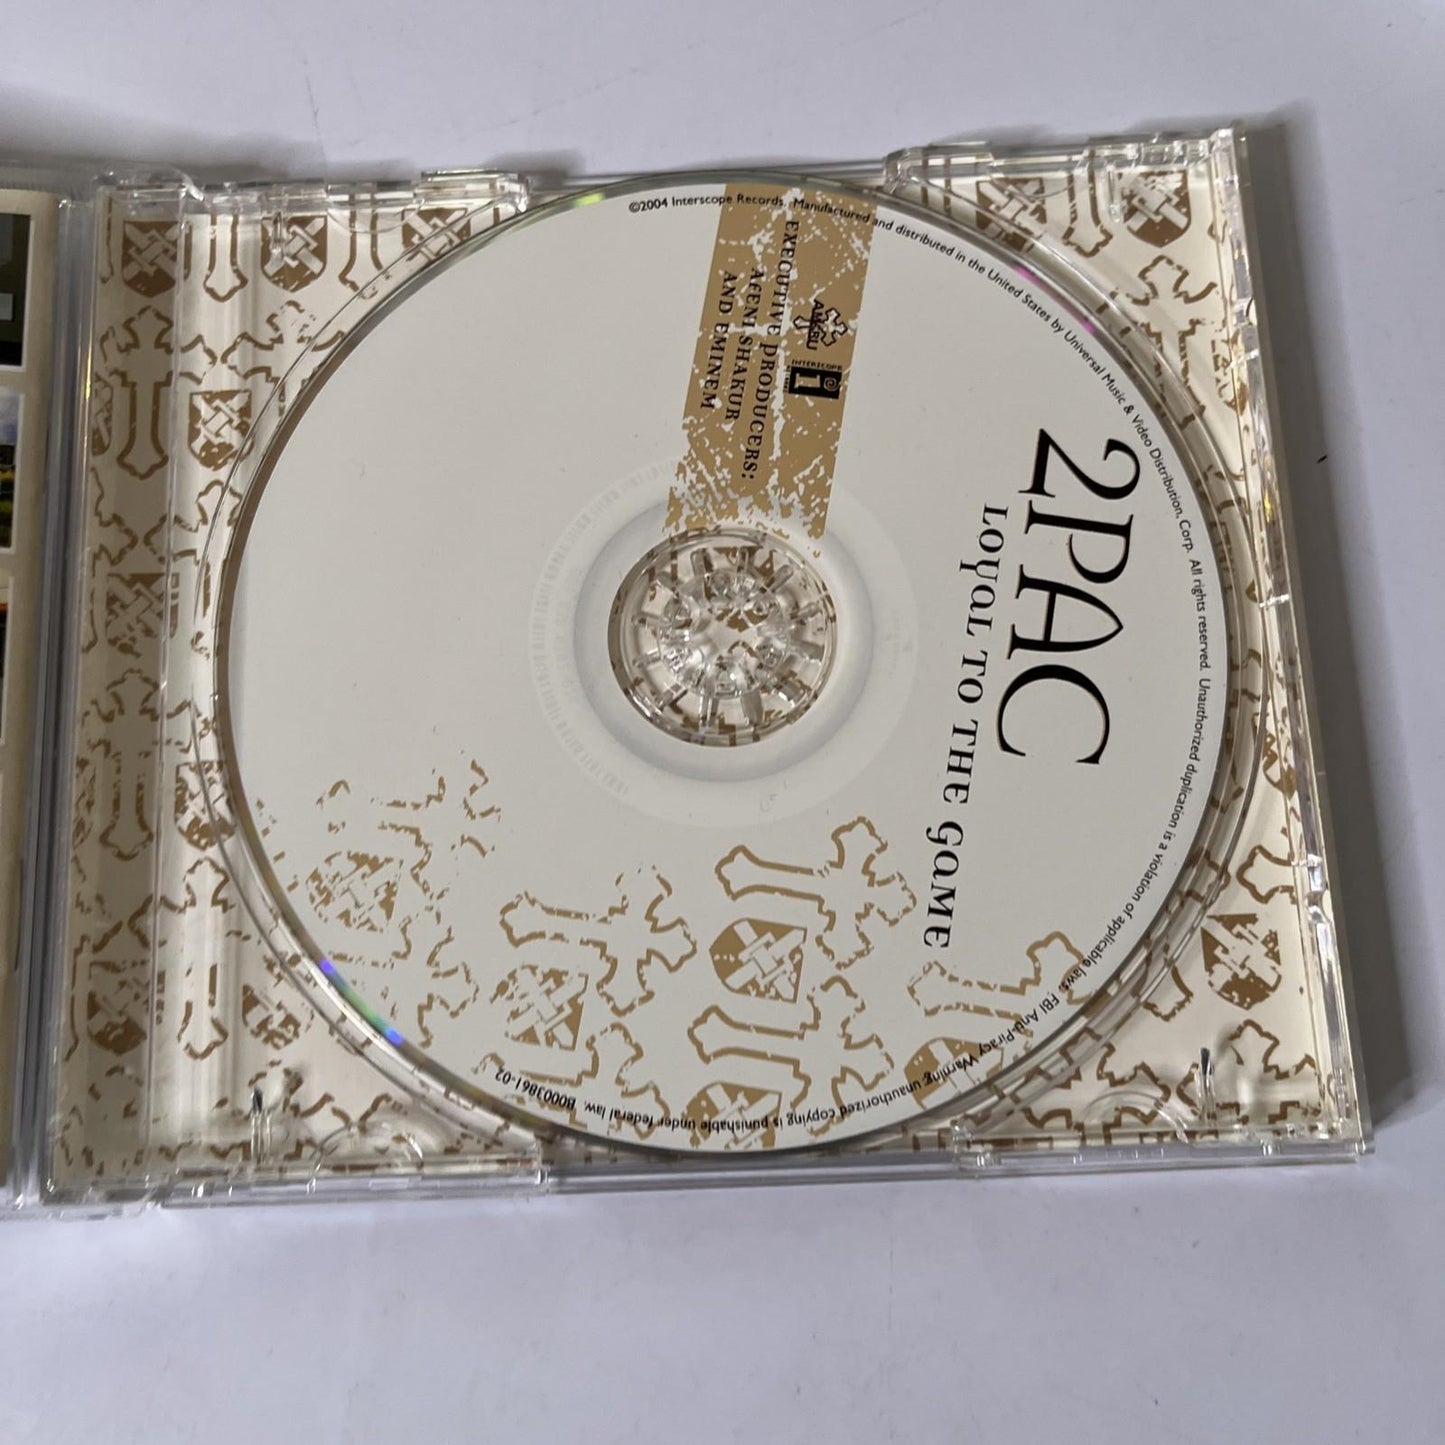 2PAC
LOYAL TO THE GAME
EXECUTIVE PRODUCERS:
AFENI SHAKUR
AND EMINEM
AMARU
INTERSCOPE
©2004 Interscope Records. Manufactured and distributed in the United States by Universal Music & Video Distribution, Corp. All rights reserved. Unauthorized duplication is a violation of applicable laws. FBI Anti-Piracy Warning unauthorized copying is punishable under federal law. B0003861-02